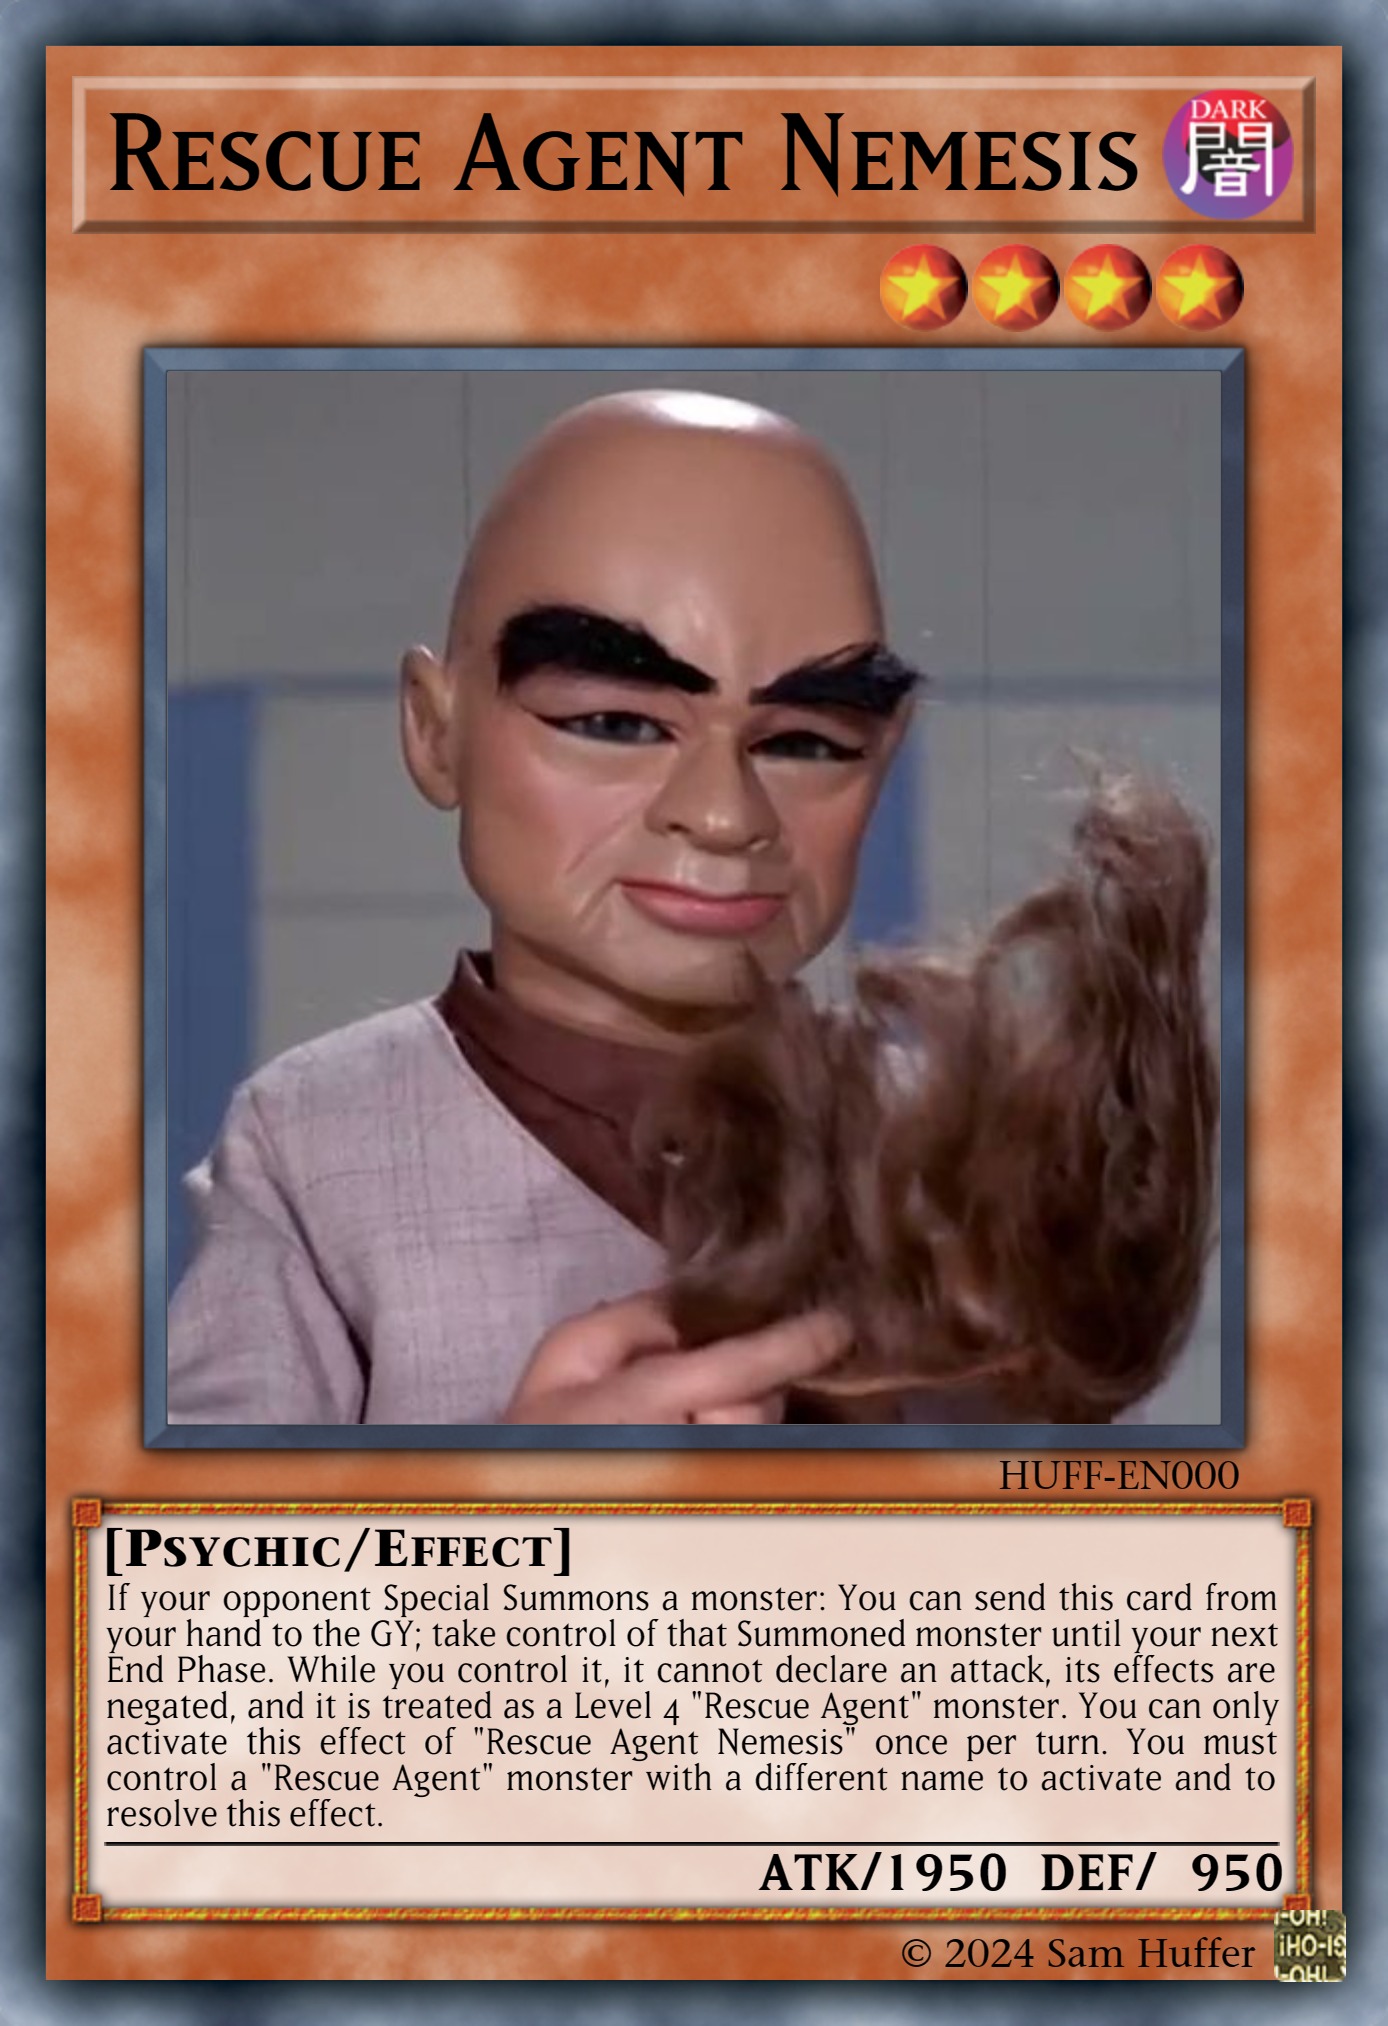 Rescue Agent Nemesis
DARK
闇
HUFF-EN000
[Psychic/Effect]
If your opponent Special Summons a monster: You can send this card from
your hand to the GY; take control of that Summoned monster until your next
End Phase. While you control it, it cannot declare an attack, its effects are
negated, and it is treated as a Level 4 "Rescue Agent" monster. You can only
activate this effect of "Rescue Agent Nemesis" once per turn. You must
control a "Rescue Agent" monster with a different name to activate and to
resolve this effect.
ATK/1950 DEF/ 950
© 2024 Sam Huffer